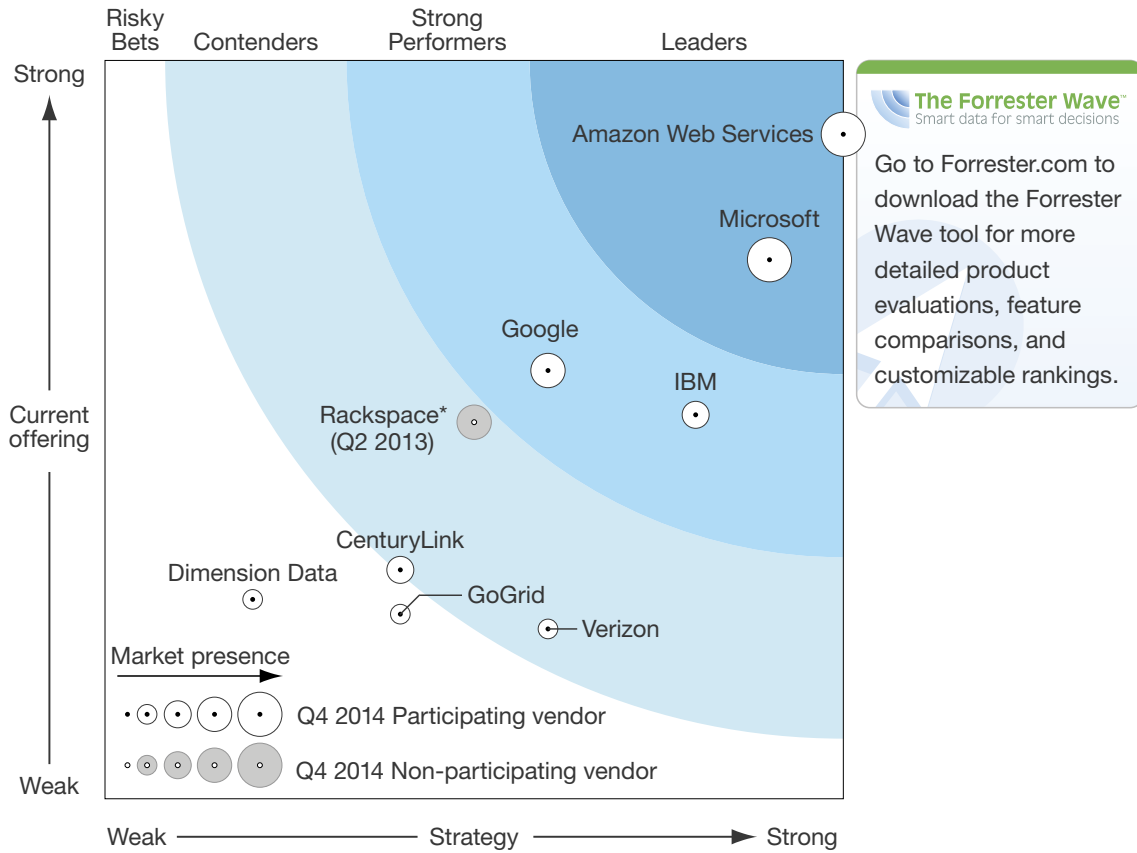 Risky
Bets
Contenders
Strong
Performers
Leaders
Strong
Current
offering
Weak
Amazon Web Services
Microsoft
Google
IBM
Rackspace*
(Q2 2013)
CenturyLink
Dimension Data
GoGrid
Verizon
Market presence
Q4 2014 Participating vendor
Q4 2014 Non-participating vendor
Weak
Strategy
Strong
The Forrester Wave™
Smart data for smart decisions
Go to Forrester.com to
download the Forrester
Wave tool for more
detailed product
evaluations, feature
comparisons, and
customizable rankings.